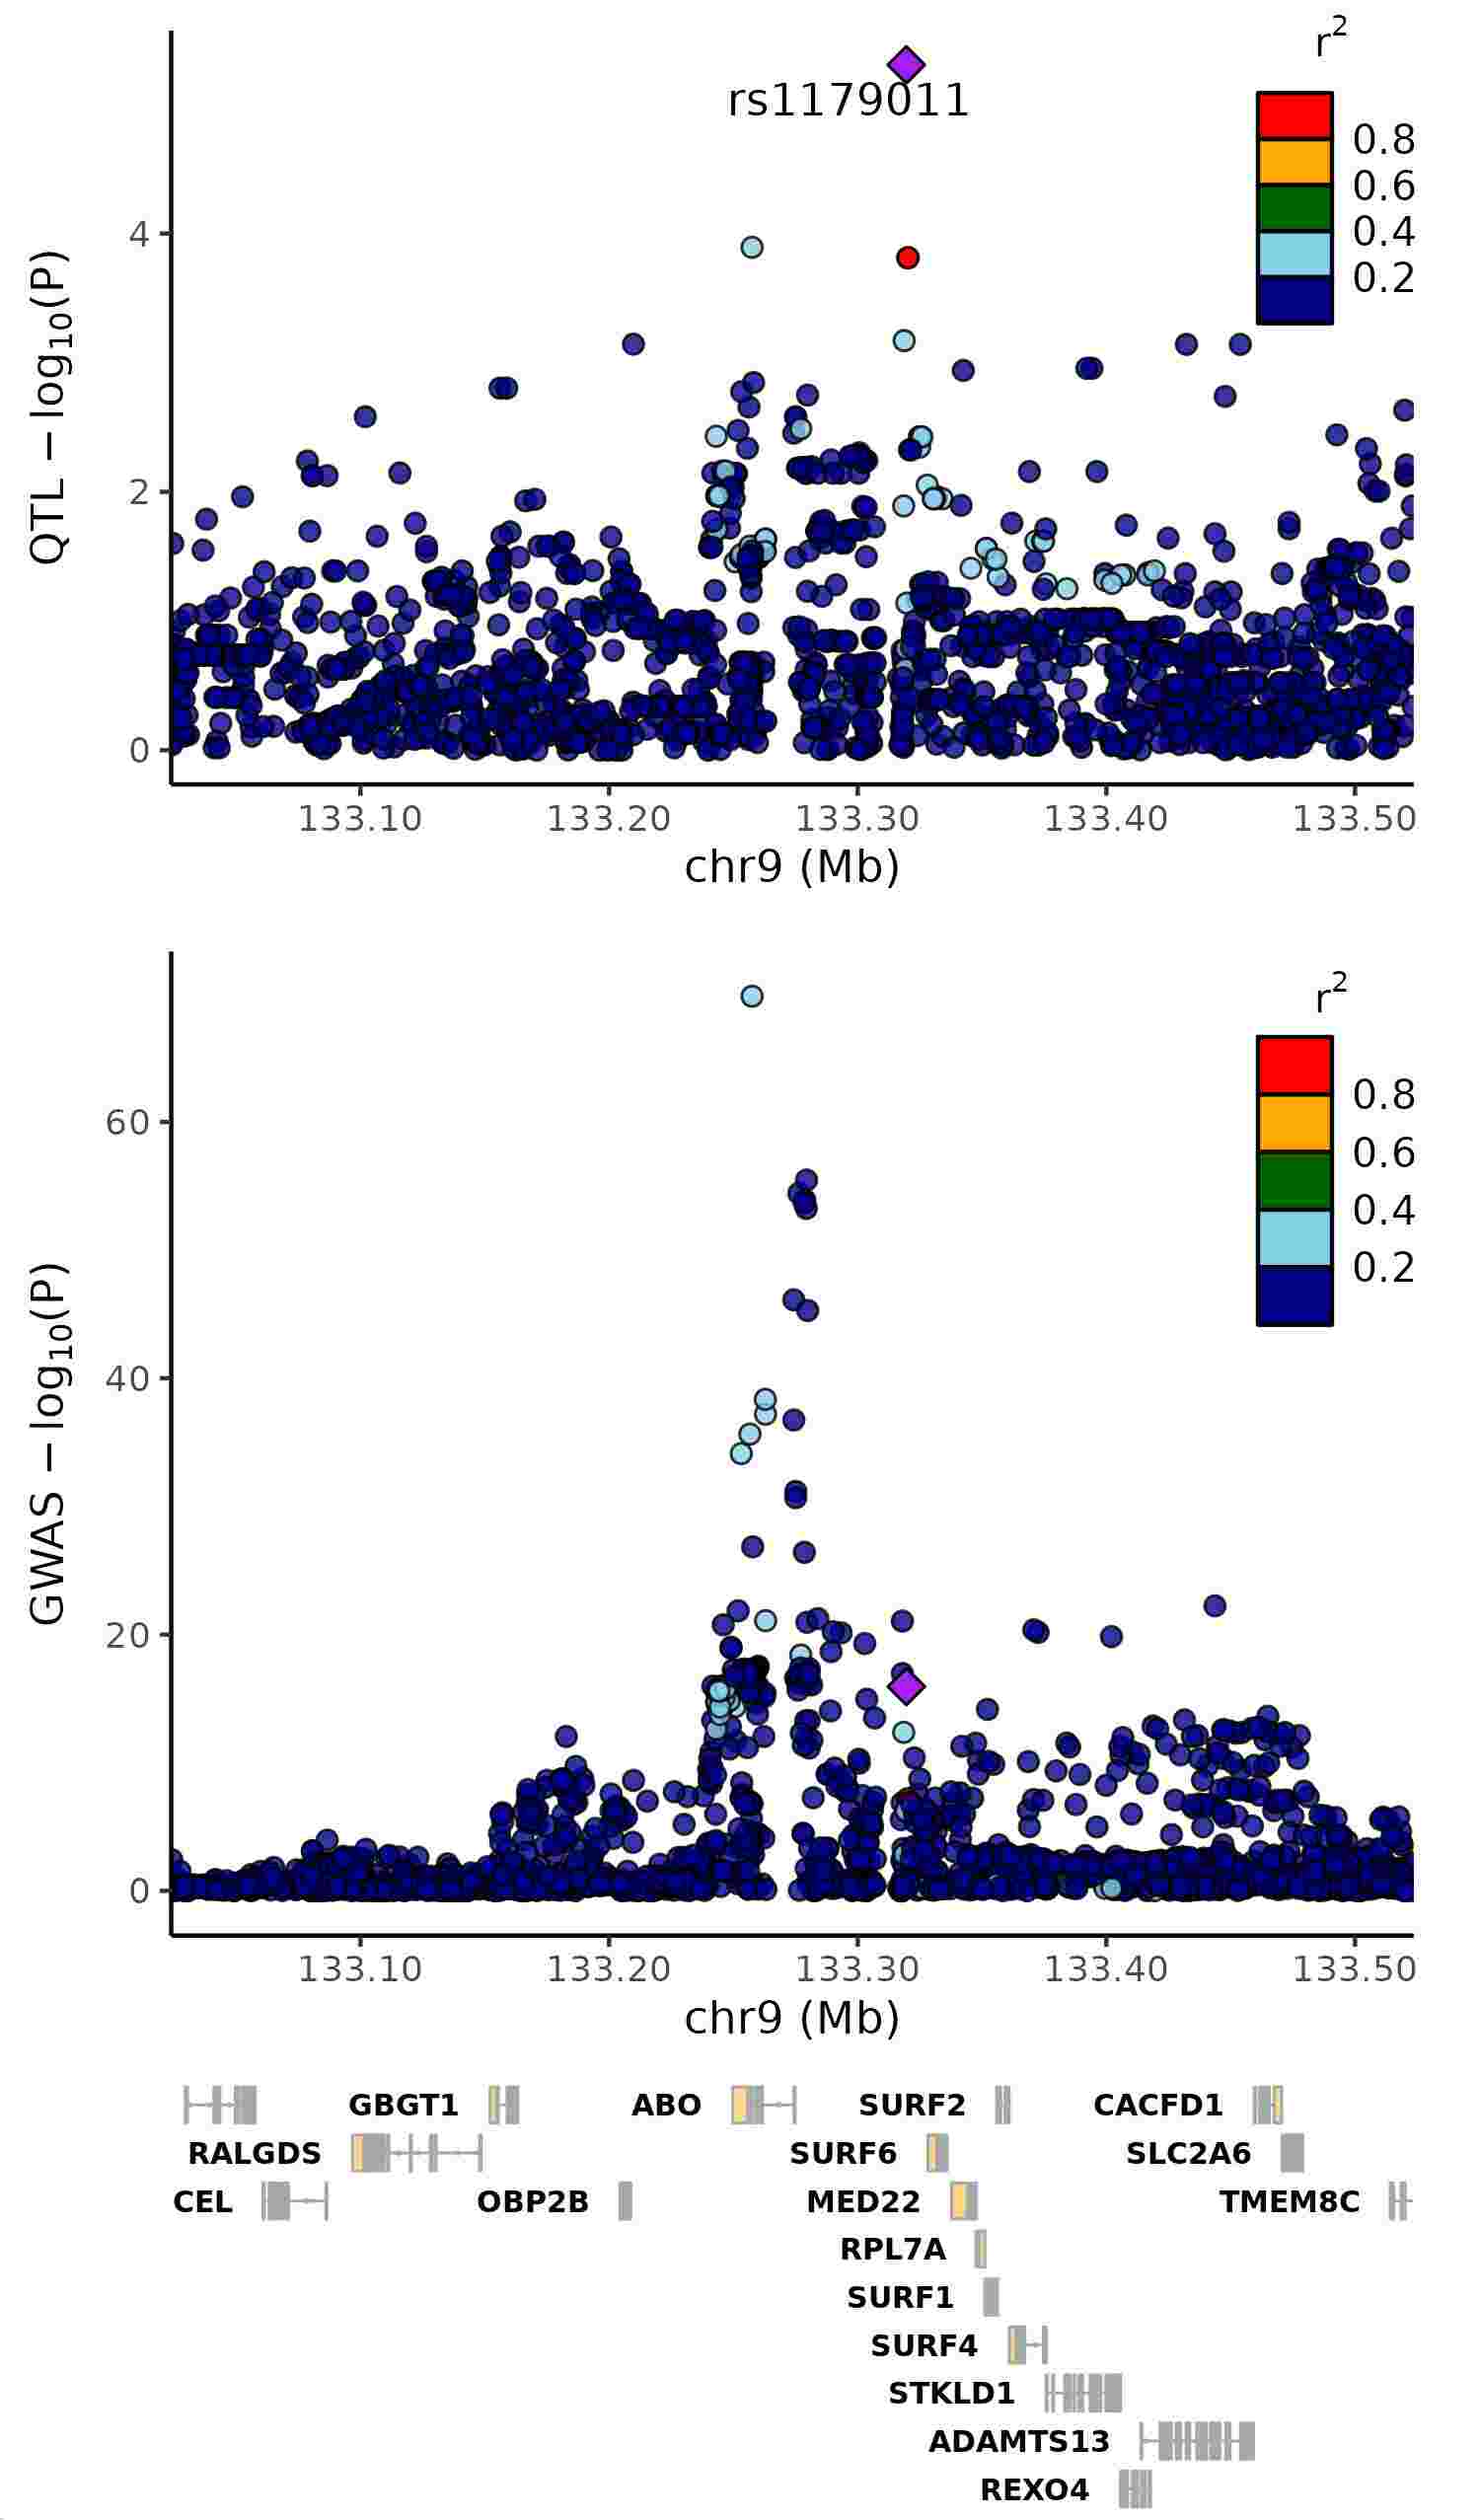 r2
rs1179011
0.8
0.6
0.4
0.2
4
2
0
QTL −log10(P)
133.10 133.20 133.30 133.40 133.50
chr9 (Mb)
r2
0.8
0.6
0.4
0.2
60
40
20
0
GWAS −log10(P)
133.10 133.20 133.30 133.40 133.50
chr9 (Mb)
GBGT1 ABO SURF2 CACFD1
RALGDS SURF6 SLC2A6
CEL OBP2B MED22 TMEM8C
RPL7A
SURF1
SURF4
STKLD1
ADAMTS13
REXO4